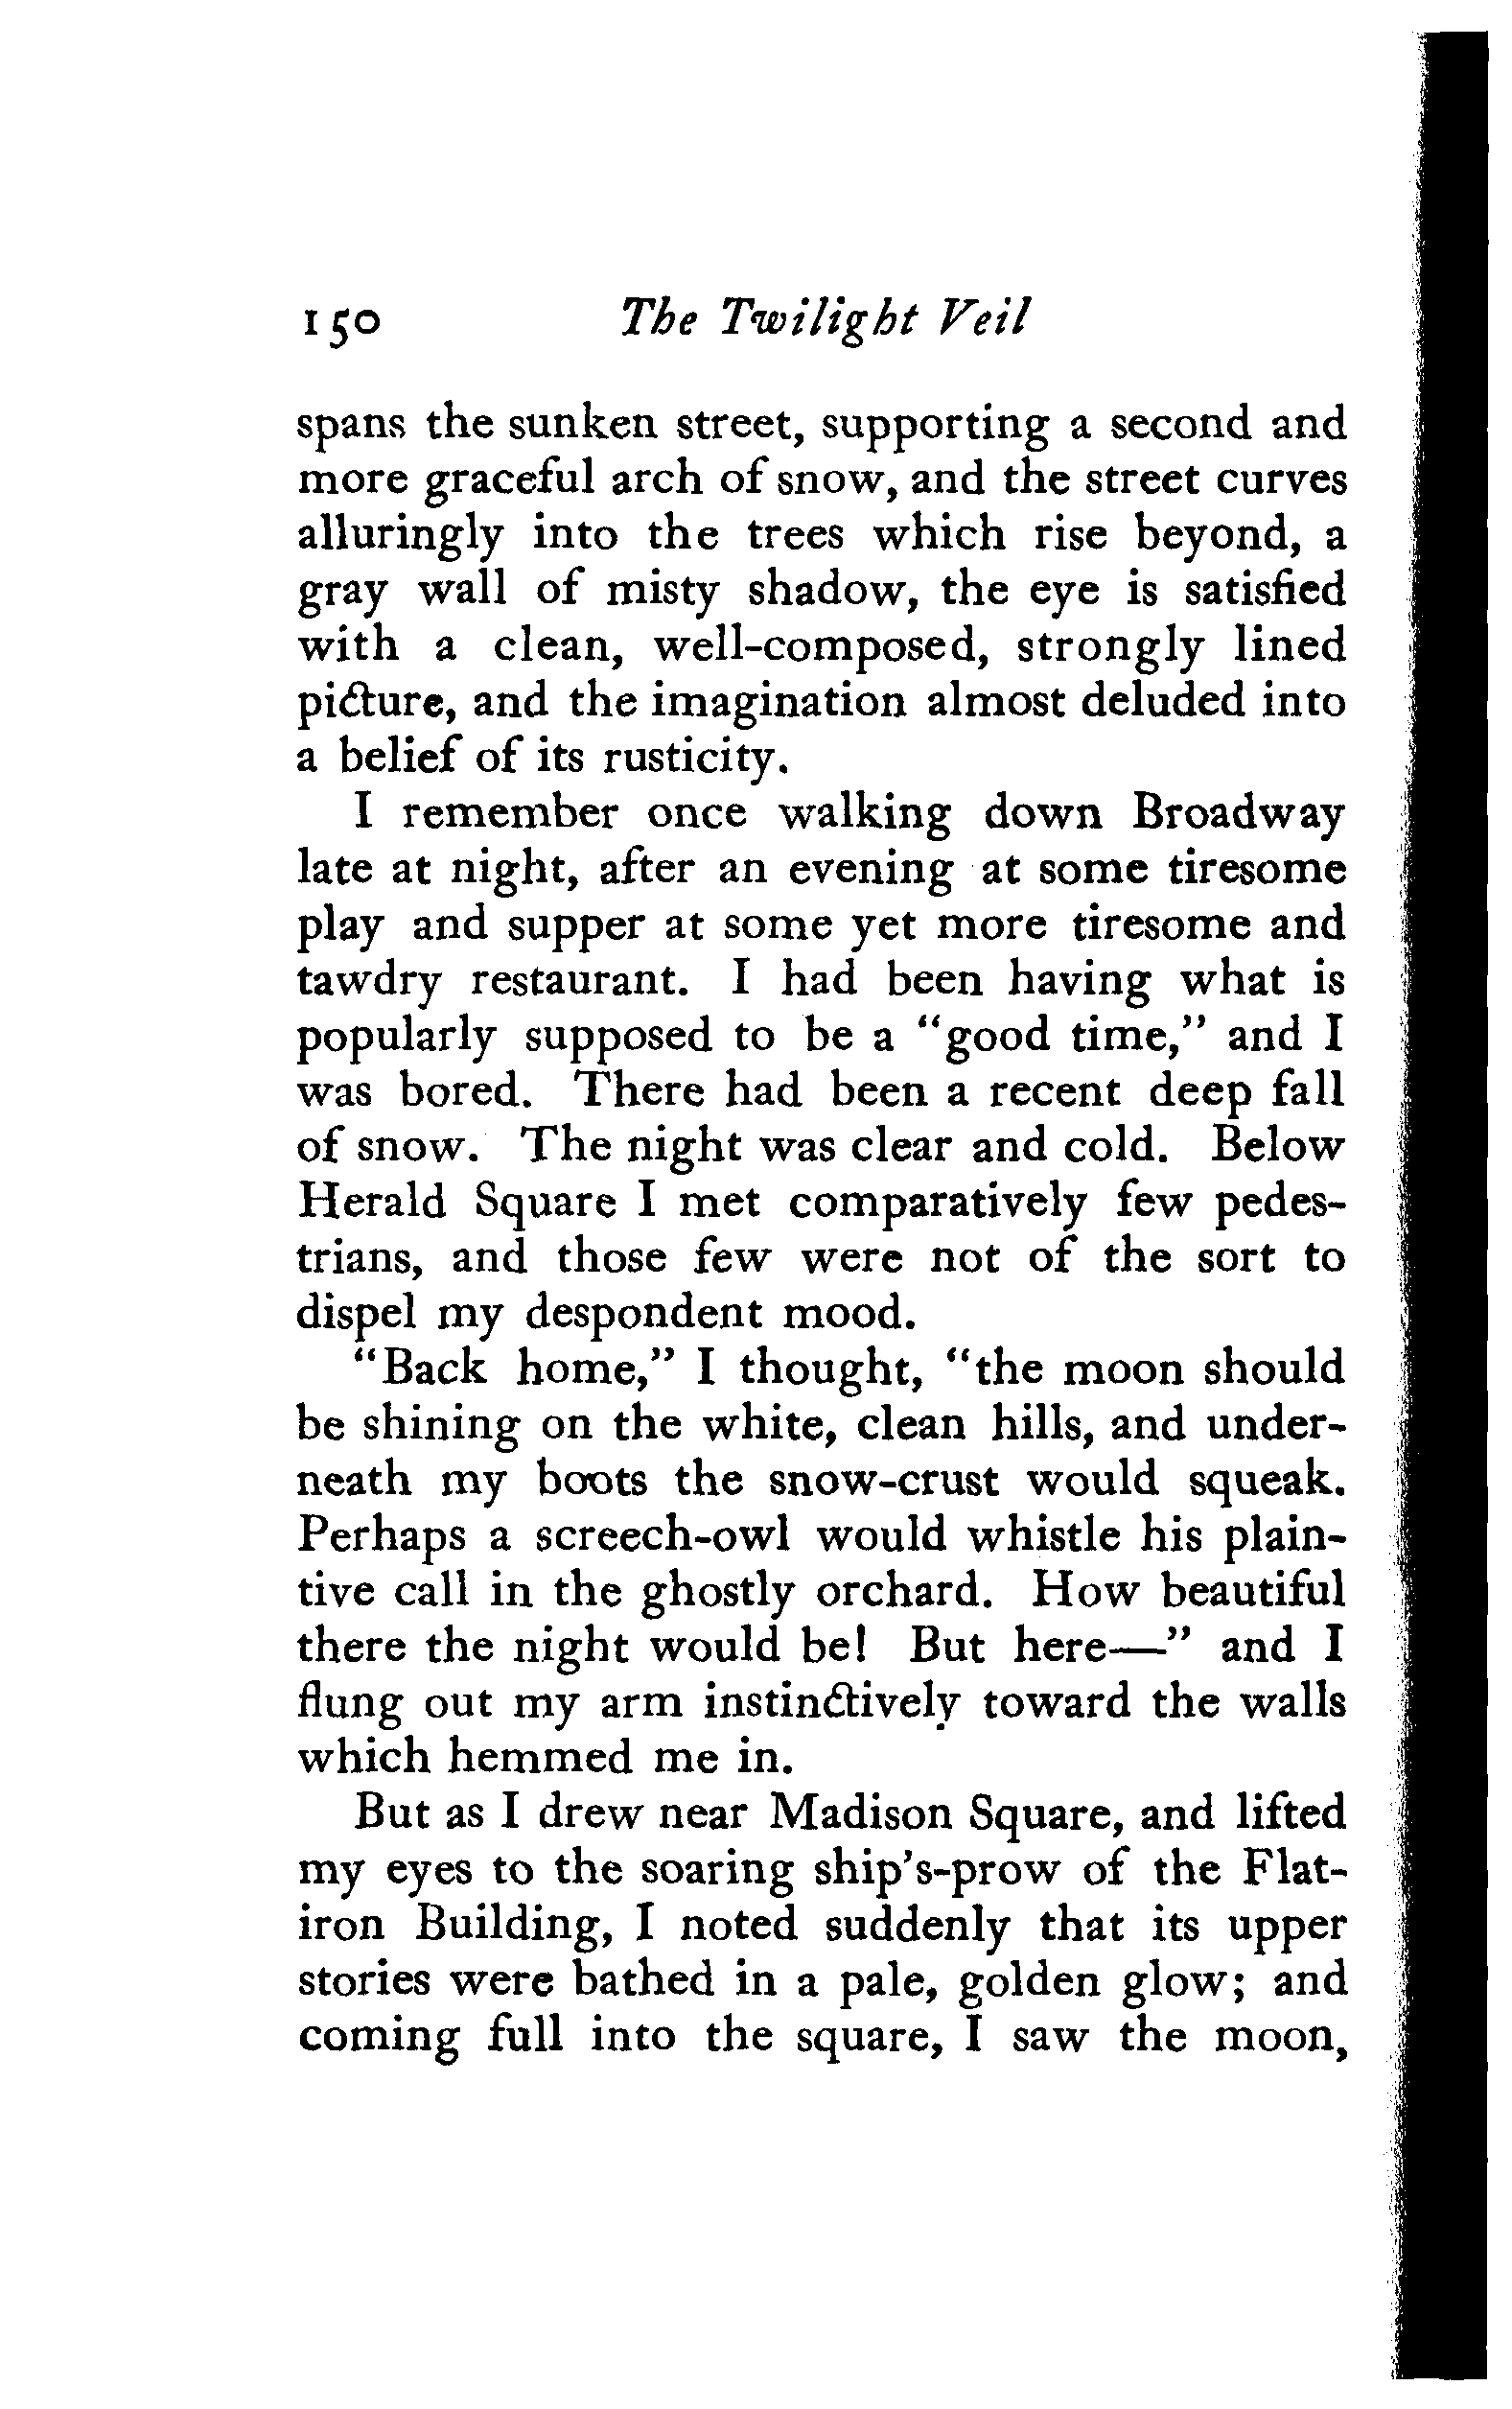 150 The Twilight Veil
spans the sunken street, supporting a second and
more graceful arch of snow, and the street curves
alluringly into the trees which rise beyond, a
gray wall of misty shadow, the eye is satisfied
with a clean, well-composed, strongly lined
picture, and the imagination almost deluded into
a belief of its rusticity.
I remember once walking down Broadway
late at night, after an evening at some tiresome
play and supper at some yet more tiresome and
tawdry restaurant. I had been having what is
popularly supposed to be a “good time,” and I
was bored. There had been a recent deep fall
of snow. The night was clear and cold. Below
Herald Square I met comparatively few pedes-
trians, and those few were not of the sort to
dispel my despondent mood.
“Back home,” I thought, “the moon should
be shining on the white, clean hills, and under-
neath my boots the snow-crust would squeak.
Perhaps a screech-owl would whistle his plain-
tive call in the ghostly orchard. How beautiful
there the night would be! But here—” and I
flung out my arm instinctively toward the walls
which hemmed me in.
But as I drew near Madison Square, and lifted
my eyes to the soaring ship's-prow of the Flat-
iron Building, I noted suddenly that its upper
stories were bathed in a pale, golden glow; and
coming full into the square, I saw the moon,